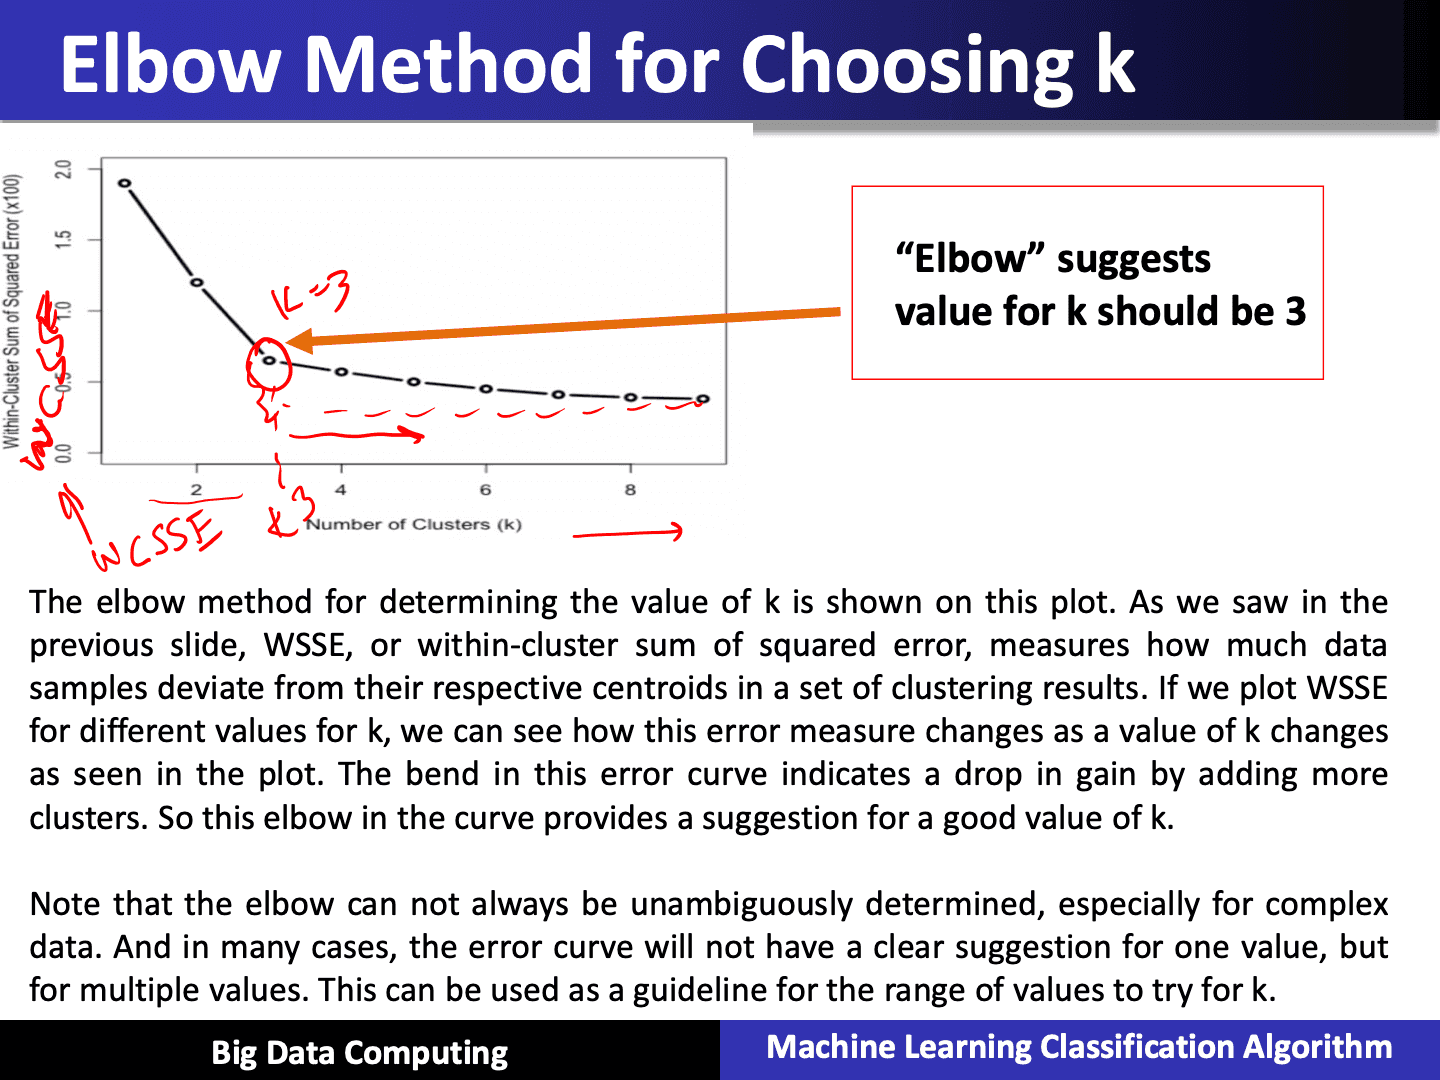 Elbow Method for Choosing k
Within-Cluster Sum of Squared Error (x100)
2.0
1.5
1.0
0.5
0.0
2
4
6
8
Number of Clusters (k)
K=3
WCSSE
WCSSE
K 3
“Elbow” suggests
value for k should be 3
The elbow method for determining the value of k is shown on this plot. As we saw in the
previous slide, WSSE, or within-cluster sum of squared error, measures how much data
samples deviate from their respective centroids in a set of clustering results. If we plot WSSE
for different values for k, we can see how this error measure changes as a value of k changes
as seen in the plot. The bend in this error curve indicates a drop in gain by adding more
clusters. So this elbow in the curve provides a suggestion for a good value of k.
Note that the elbow can not always be unambiguously determined, especially for complex
data. And in many cases, the error curve will not have a clear suggestion for one value, but
for multiple values. This can be used as a guideline for the range of values to try for k.
Big Data Computing
Machine Learning Classification Algorithm